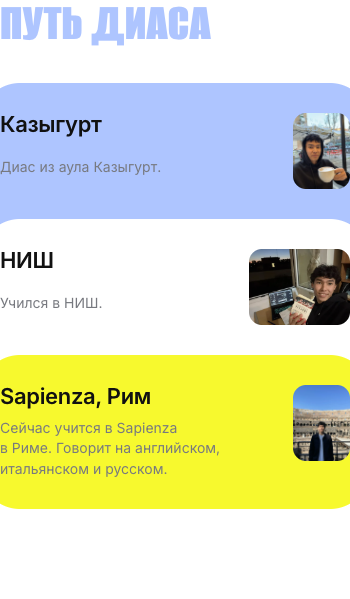 ПУТЬ ДИАСА
Казыгурт
Диас из аула Казыгурт.
НИШ
Учился в НИШ.
Sapienza, Рим
Сейчас учится в Sapienza
в Риме. Говорит на английском,
итальянском и русском.